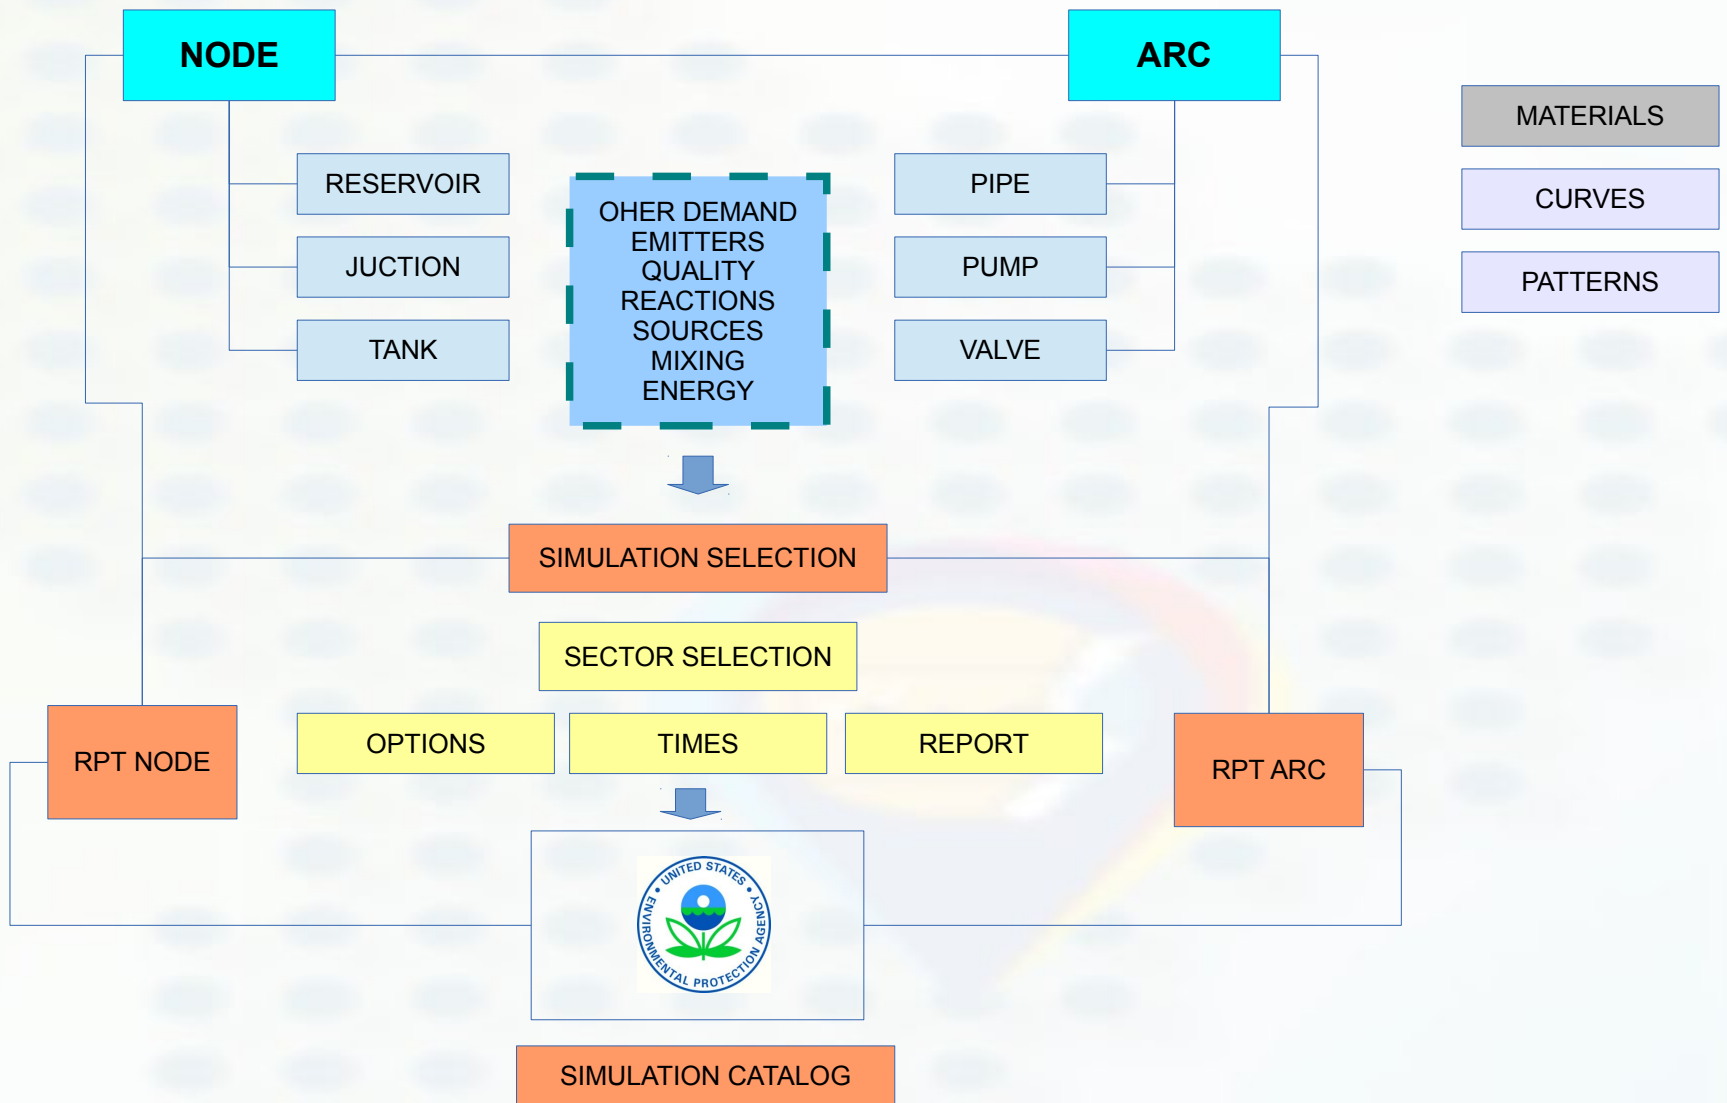 NODE
ARC
MATERIALS
RESERVOIR
PIPE
CURVES
JUCTION
PUMP
PATTERNS
TANK
VALVE
OHER DEMAND
EMITTERS
QUALITY
REACTIONS
SOURCES
MIXING
ENERGY
SIMULATION SELECTION
SECTOR SELECTION
RPT NODE
OPTIONS
TIMES
REPORT
RPT ARC
UNITED STATES
ENVIRONMENTAL PROTECTION AGENCY
SIMULATION CATALOG